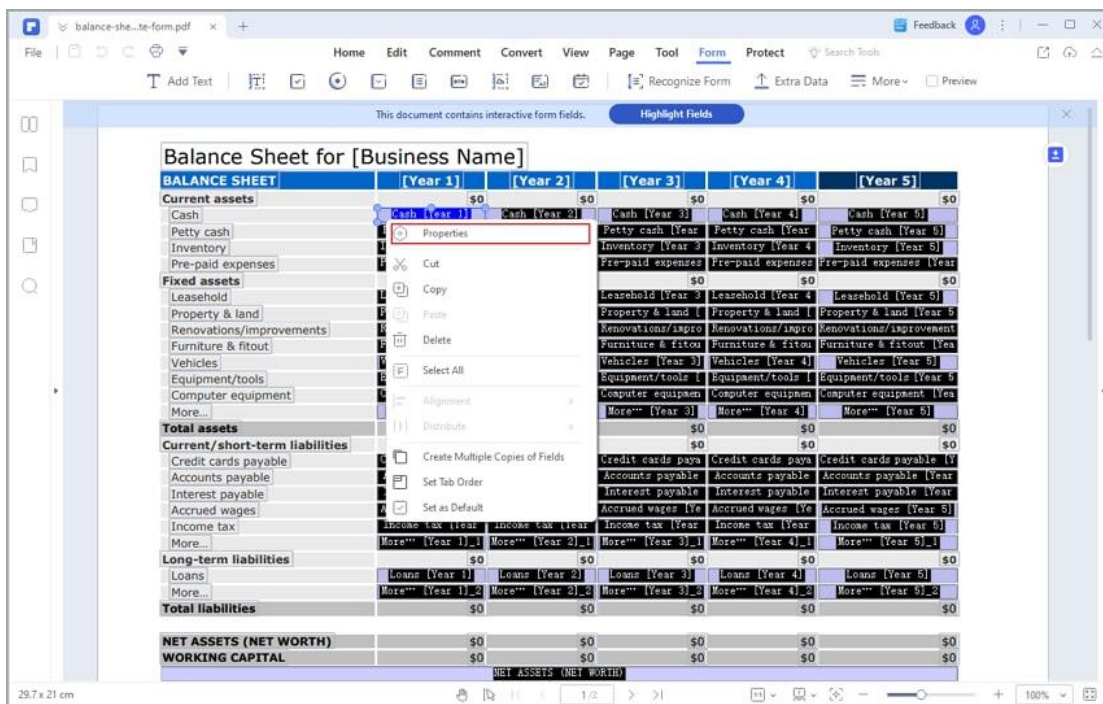 balance-she...te-form.pdf × +
Feedback
File Home Edit Comment Convert View Page Tool Form Protect Search Tools
Add Text Recognize Form Extra Data More Preview
This document contains interactive form fields. Highlight Fields
Balance Sheet for [Business Name]
BALANCE SHEET [Year 1] [Year 2] [Year 3] [Year 4] [Year 5]
Current assets $0 $0 $0 $0 $0
Cash Cash [Year 1] Cash [Year 2] Cash [Year 3] Cash [Year 4] Cash [Year 5]
Petty cash Properties Petty cash [Year Petty cash [Year Petty cash [Year 5]
Inventory Inventory [Year 3 Inventory [Year 4 Inventory [Year 5]
Pre-paid expenses Cut Pre-paid expenses Pre-paid expenses Pre-paid expenses [Year
Fixed assets $0 $0 $0
Leasehold Copy Leasehold [Year 3 Leasehold [Year 4 Leasehold [Year 5]
Property & land Paste Property & land [ Property & land [ Property & land [Year 5
Renovations/improvements Renovations/impro Renovations/impro Renovations/improvement
Furniture & fitout Delete Furniture & fitou Furniture & fitou Furniture & fitout [Yea
Vehicles Vehicles [Year 3] Vehicles [Year 4] Vehicles [Year 5]
Equipment/tools Select All Equipment/tools [ Equipment/tools [ Equipment/tools [Year 5
Computer equipment Computer equipmen Computer equipmen Computer equipment [Yea
More... Alignment More··· [Year 3] More··· [Year 4] More··· [Year 5]
Total assets Distribute $0 $0 $0
Current/short-term liabilities $0 $0 $0
Credit cards payable Create Multiple Copies of Fields Credit cards paya Credit cards paya Credit cards payable [Y
Accounts payable Accounts payable Accounts payable Accounts payable [Year
Interest payable Set Tab Order Interest payable Interest payable Interest payable [Year
Accrued wages Set as Default Accrued wages [Ye Accrued wages [Ye Accrued wages [Year 5]
Income tax Income tax [Year Income tax [Year Income tax [Year Income tax [Year Income tax [Year 5]
More... More··· [Year 1]_1 More··· [Year 2]_1 More··· [Year 3]_1 More··· [Year 4]_1 More··· [Year 5]_1
Long-term liabilities $0 $0 $0 $0 $0
Loans Loans [Year 1] Loans [Year 2] Loans [Year 3] Loans [Year 4] Loans [Year 5]
More... More··· [Year 1]_2 More··· [Year 2]_2 More··· [Year 3]_2 More··· [Year 4]_2 More··· [Year 5]_2
Total liabilities $0 $0 $0 $0 $0
NET ASSETS (NET WORTH) $0 $0 $0 $0 $0
WORKING CAPITAL $0 $0 $0 $0 $0
NET ASSETS (NET WORTH)
29.7 x 21 cm 1/2 100%